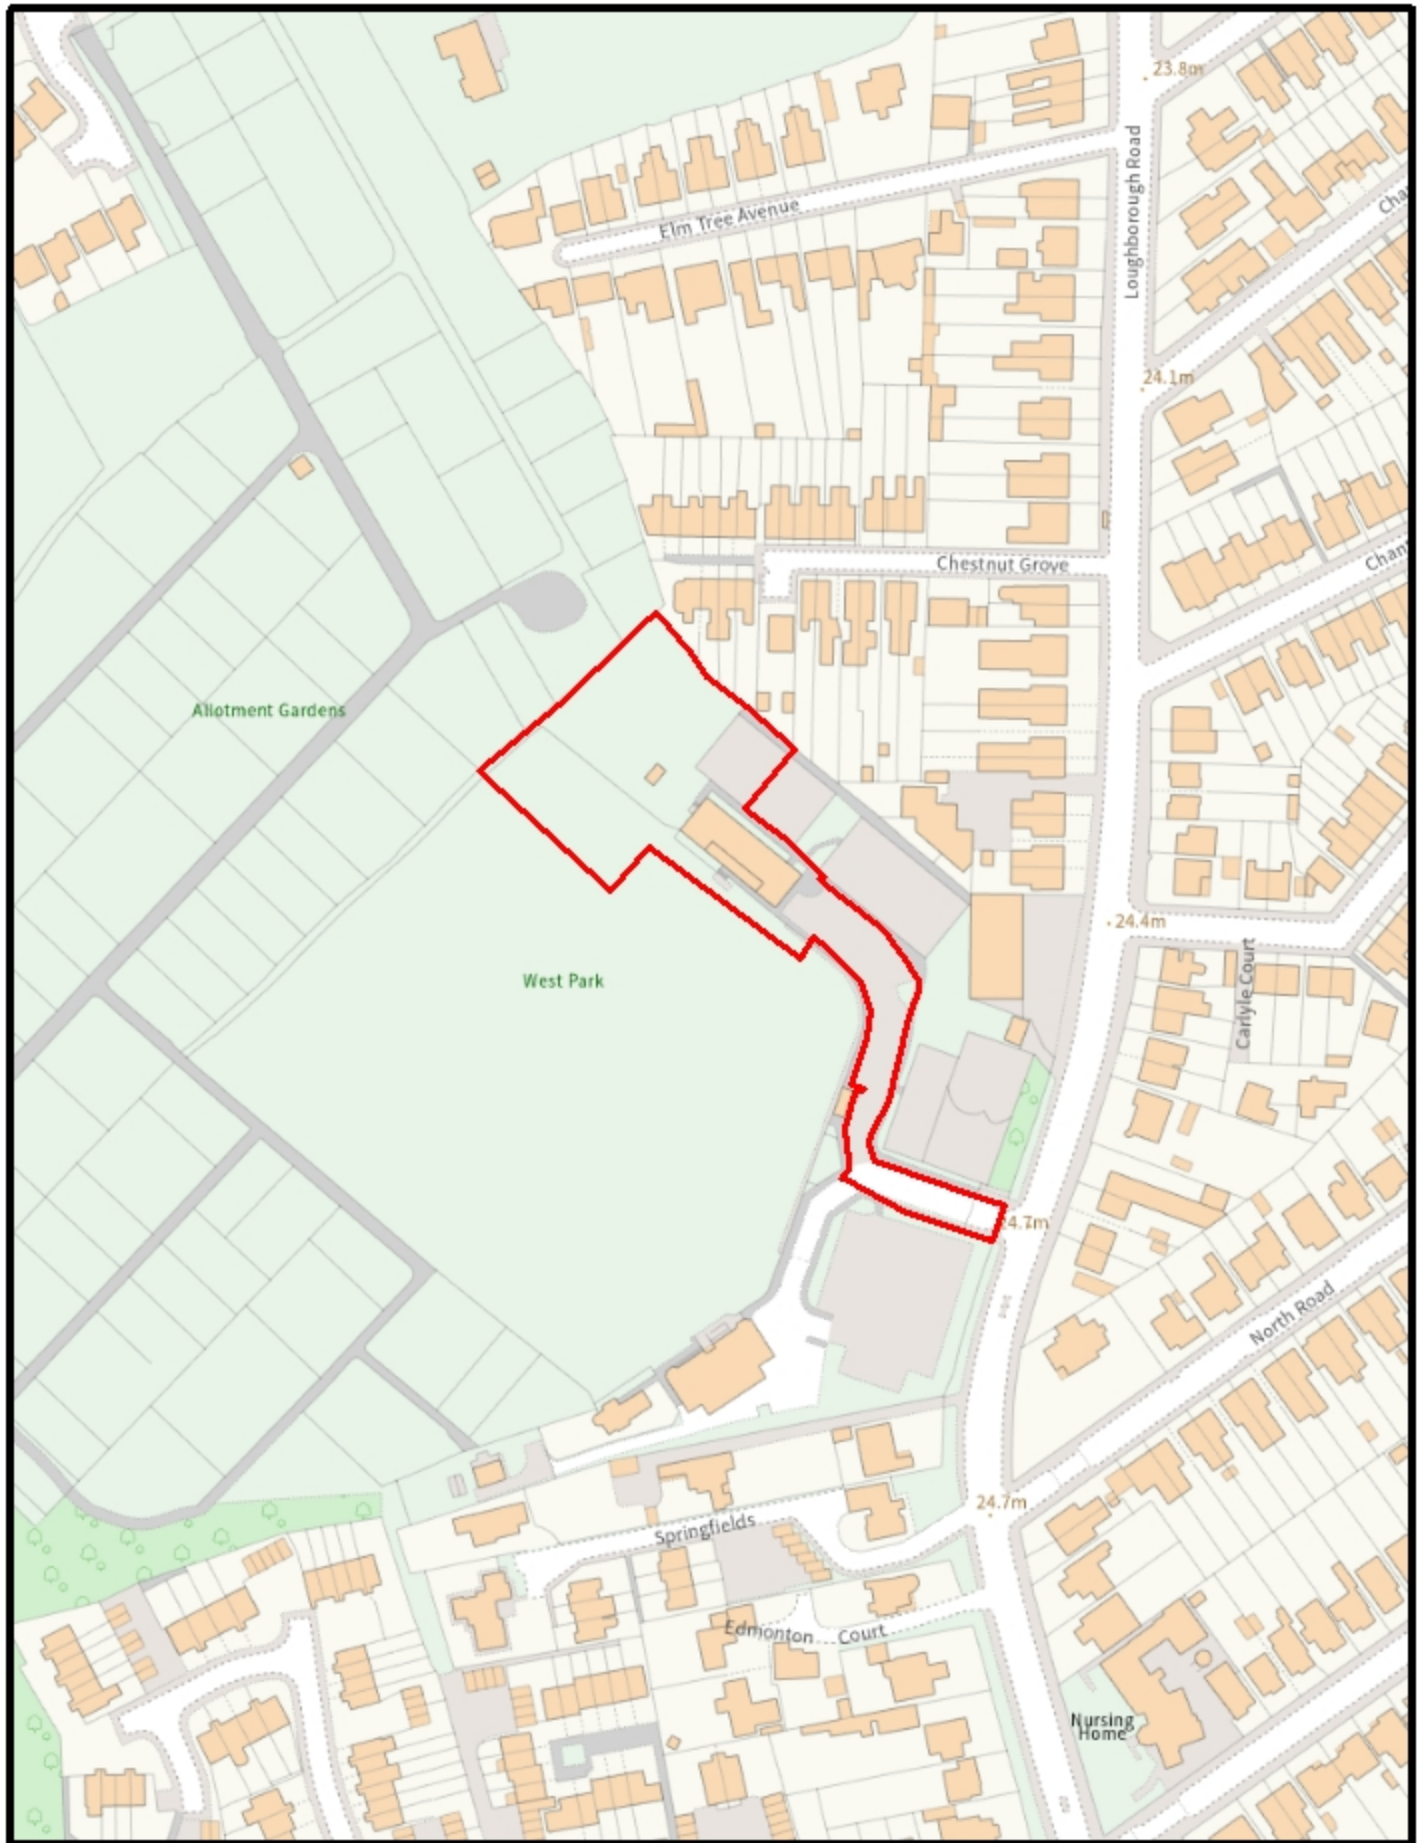 23.8m
Loughborough Road
Elm Tree Avenue
Cha
24.1m
Chestnut Grove
Chant
Allotment Gardens
24.4m
Carlyle Court
West Park
4.7m
North Road
24.7m
Springfields
Edmonton Court
Nursing
Home